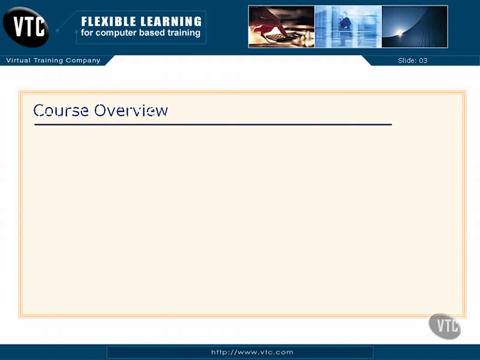 VTC
FLEXIBLE LEARNING
for computer based training
Virtual Training Company
Slide: 03
Course Overview
VTC
http://www.vtc.com